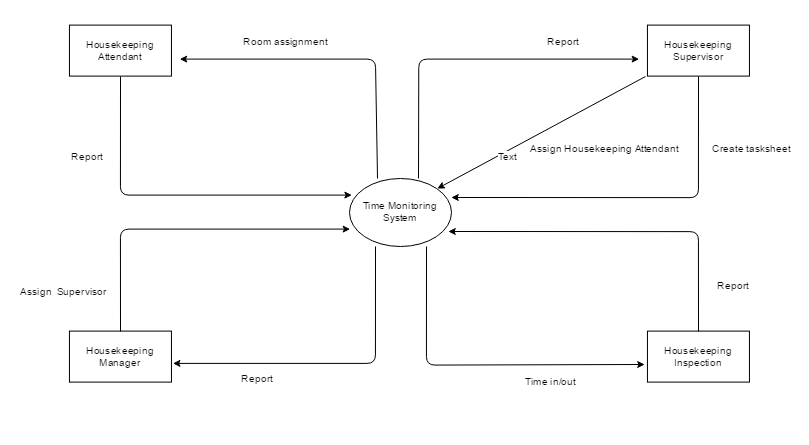 Room assignment
Report
Housekeeping
Attendant
Housekeeping
Supervisor
Report
Text
Assign Housekeeping Attendant
Create tasksheet
Time Monitoring
System
Assign  Supervisor
Report
Housekeeping
Manager
Housekeeping
Inspection
Report
Time in/out